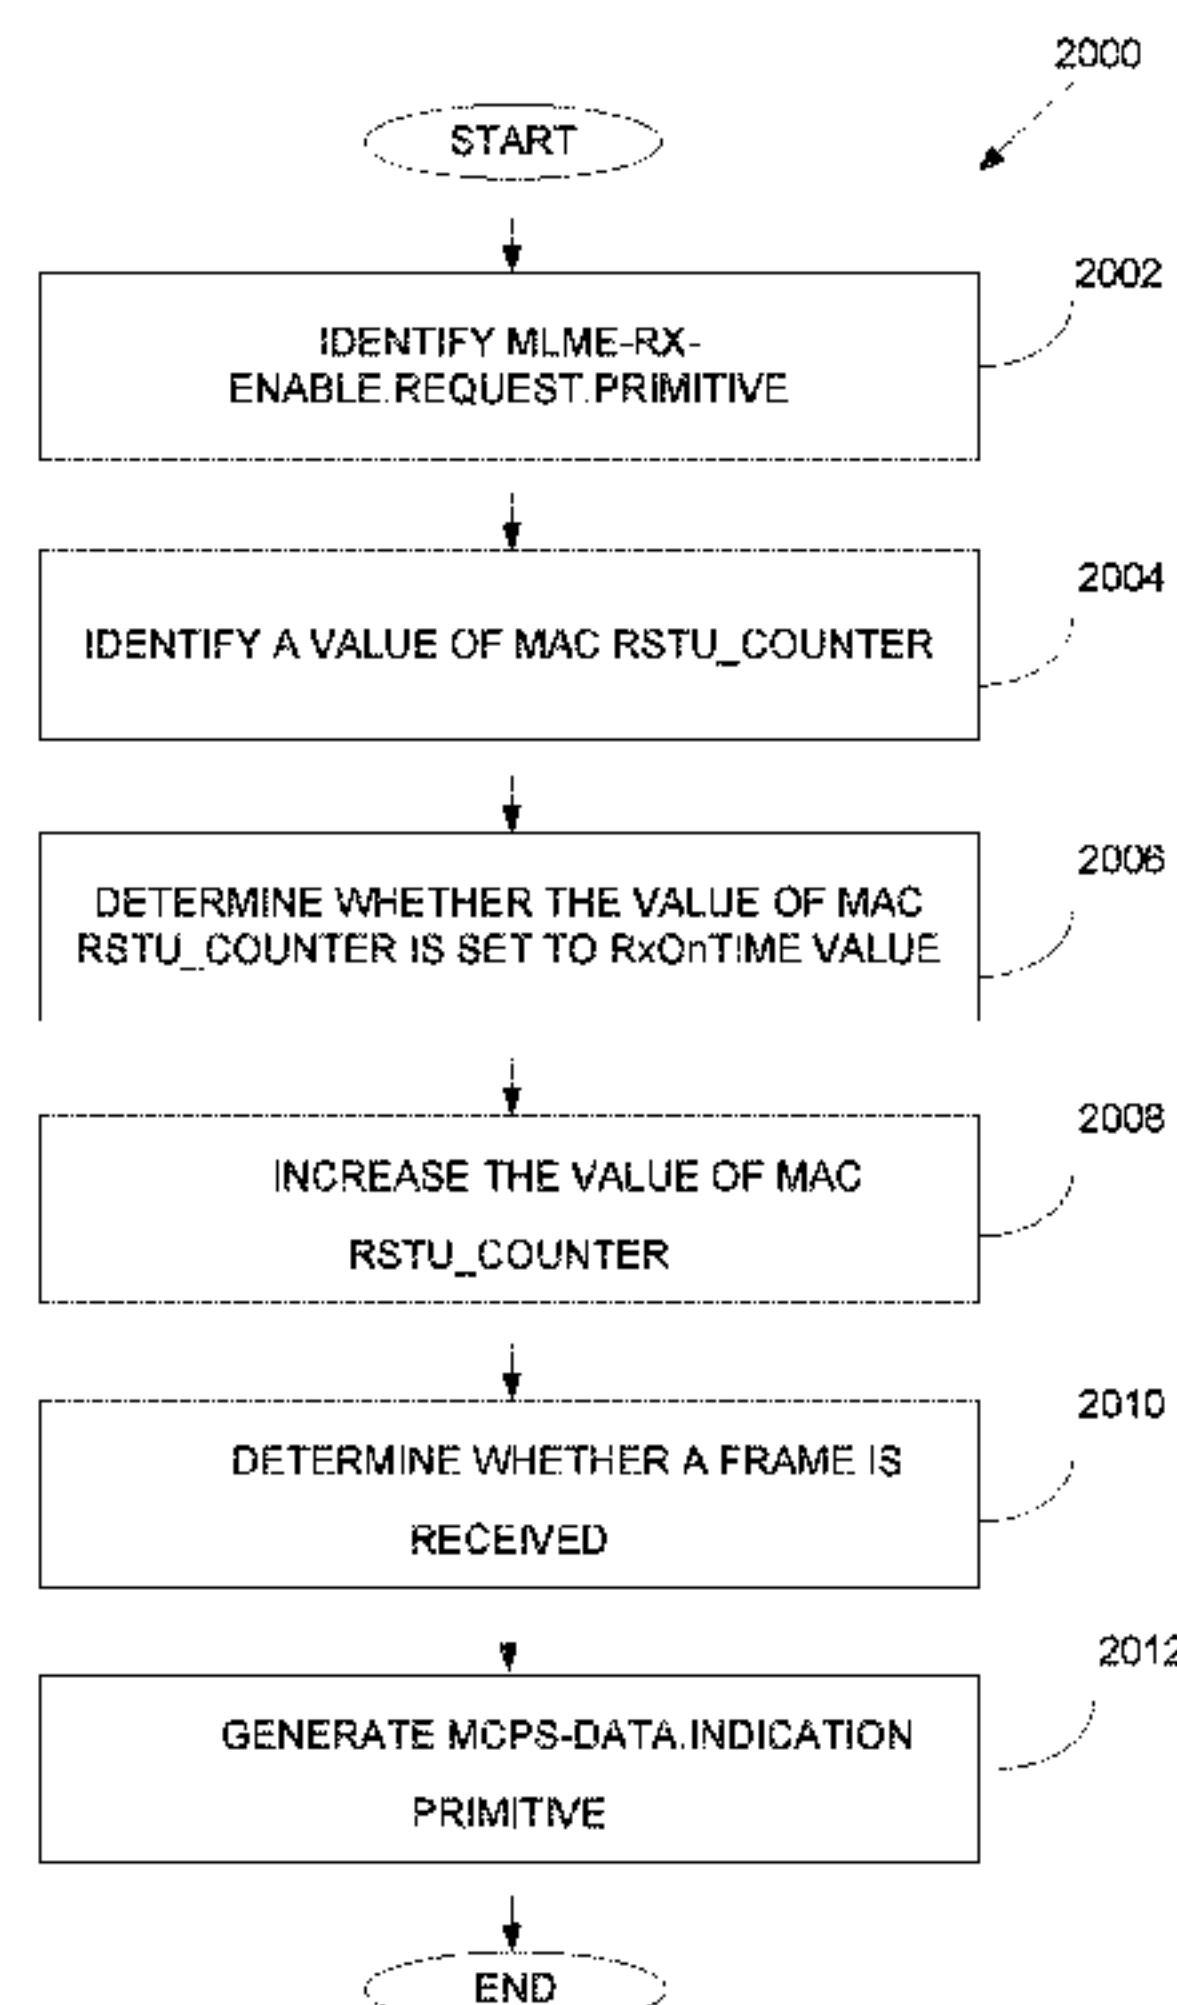 2000
START
2002
IDENTIFY MLME-RX-
ENABLE.REQUEST.PRIMITIVE
2004
IDENTIFY A VALUE OF MAC RSTU_COUNTER
2006
DETERMINE WHETHER THE VALUE OF MAC
RSTU_COUNTER IS SET TO RxOnTIME VALUE
2008
INCREASE THE VALUE OF MAC
RSTU_COUNTER
2010
DETERMINE WHETHER A FRAME IS
RECEIVED
2012
GENERATE MCPS-DATA.INDICATION
PRIMITIVE
END